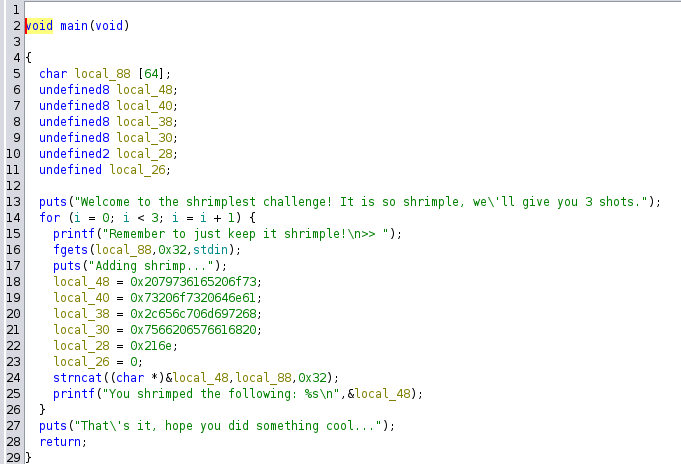 1
2 void main(void)
3
4 {
5 char local_88 [64];
6 undefined8 local_48;
7 undefined8 local_40;
8 undefined8 local_38;
9 undefined8 local_30;
10 undefined2 local_28;
11 undefined local_26;
12
13 puts("Welcome to the shrimplest challenge! It is so shrimple, we\'ll give you 3 shots.");
14 for (i = 0; i < 3; i = i + 1) {
15 printf("Remember to just keep it shrimple!\n>> ");
16 fgets(local_88,0x32,stdin);
17 puts("Adding shrimp...");
18 local_48 = 0x2079736165206f73;
19 local_40 = 0x73206f7320646e61;
20 local_38 = 0x2c656c706d697268;
21 local_30 = 0x7566206576616820;
22 local_28 = 0x216e;
23 local_26 = 0;
24 strncat((char *)&local_48,local_88,0x32);
25 printf("You shrimped the following: %s\n",&local_48);
26 }
27 puts("That\'s it, hope you did something cool...");
28 return;
29 }